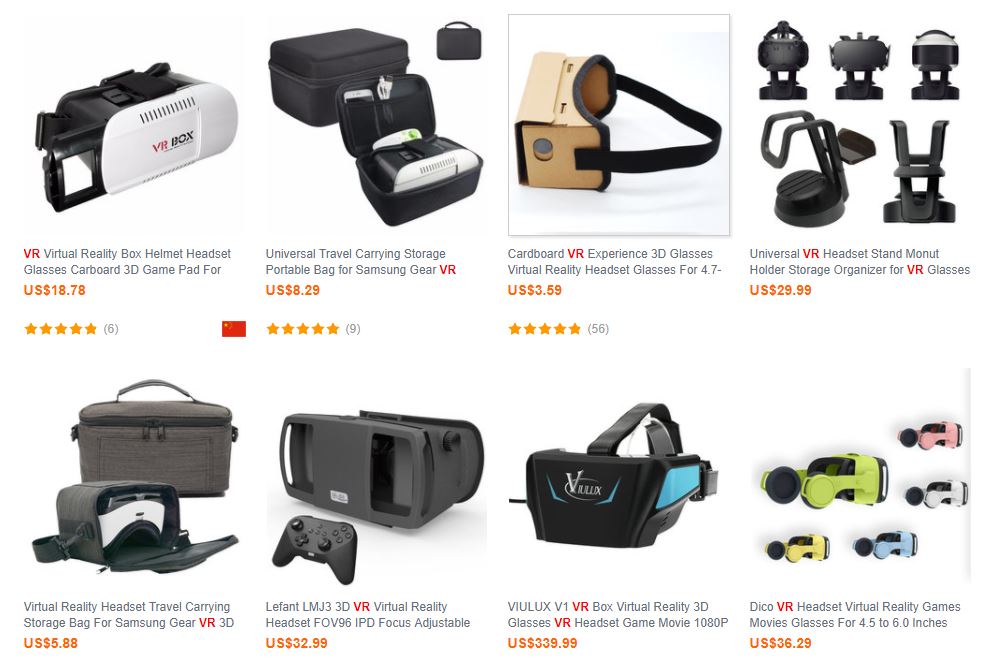 VR BOX
VR Virtual Reality Box Helmet Headset
Glasses Carboard 3D Game Pad For
US$18.78
(6)
Universal Travel Carrying Storage
Portable Bag for Samsung Gear VR
US$8.29
(9)
Cardboard VR Experience 3D Glasses
Virtual Reality Headset Glasses For 4.7-
US$3.59
(56)
Universal VR Headset Stand Monut
Holder Storage Organizer for VR Glasses
US$29.99
Virtual Reality Headset Travel Carrying
Storage Bag For Samsung Gear VR 3D
US$5.88
Lefant LMJ3 3D VR Virtual Reality
Headset FOV96 IPD Focus Adjustable
US$32.99
VIULUX
VIULUX V1 VR Box Virtual Reality 3D
Glasses VR Headset Game Movie 1080P
US$339.99
Dico VR Headset Virtual Reality Games
Movies Glasses For 4.5 to 6.0 Inches
US$36.29